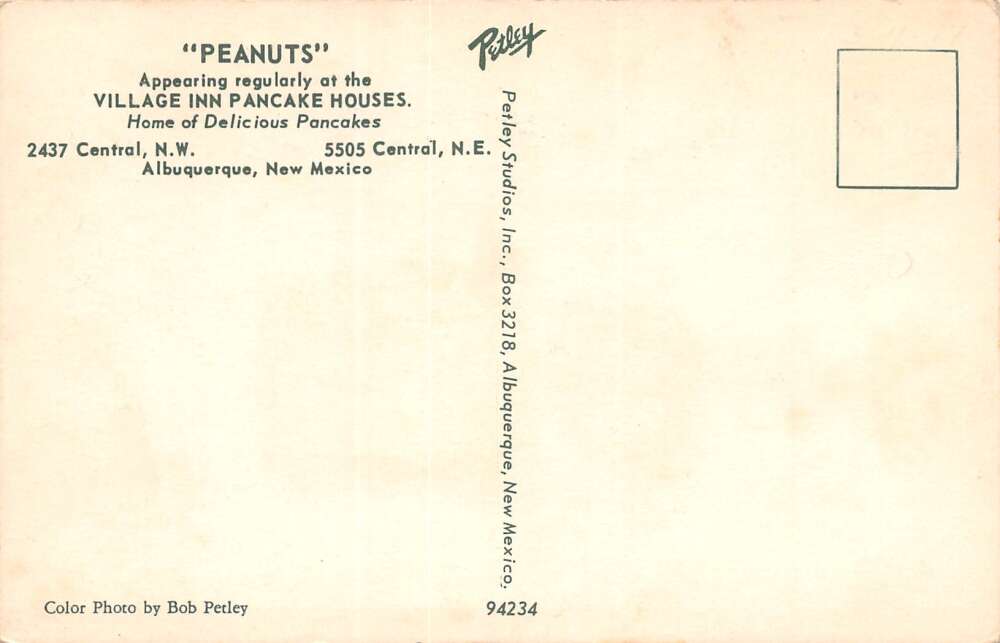 "PEANUTS"
Appearing regularly at the
VILLAGE INN PANCAKE HOUSES.
Home of Delicious Pancakes
2437 Central, N.W. 5505 Central, N.E.
Albuquerque, New Mexico
Petley
Petley Studios, Inc., Box 3218, Albuquerque, New Mexico.
Color Photo by Bob Petley
94234